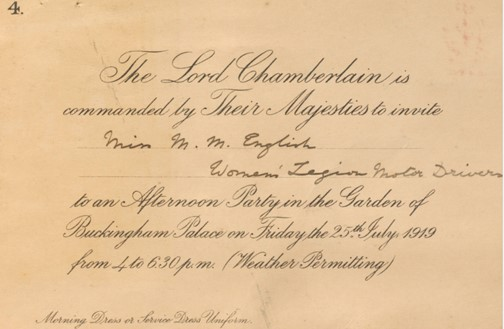 4.
The Lord Chamberlain is
commanded by Their Majesties to invite
Miss M. M. English
Women's Legion Motor Drivers
to an Afternoon Party in the Garden of
Buckingham Palace on Friday the 25th July, 1919
from 4 to 6.30 p.m. (Weather Permitting)
Morning Dress or Service Dress Uniform.